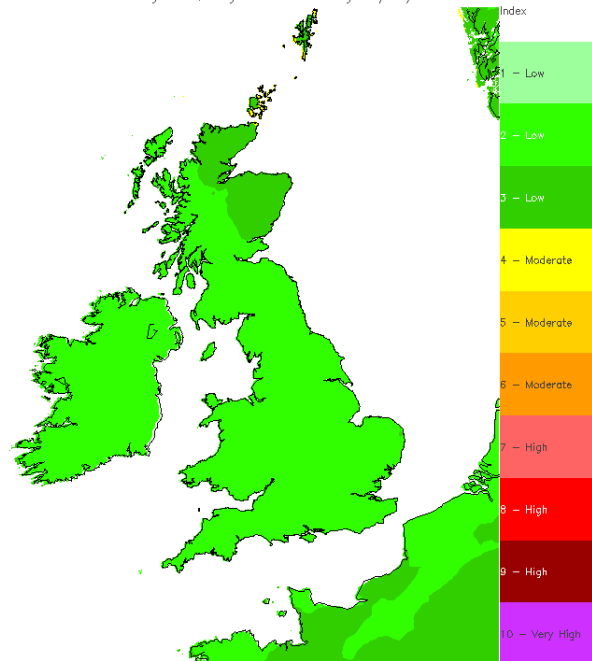 Index
1 - Low
2 - Low
3 - Low
4 - Moderate
5 - Moderate
6 - Moderate
7 - High
8 - High
9 - High
10 - Very High